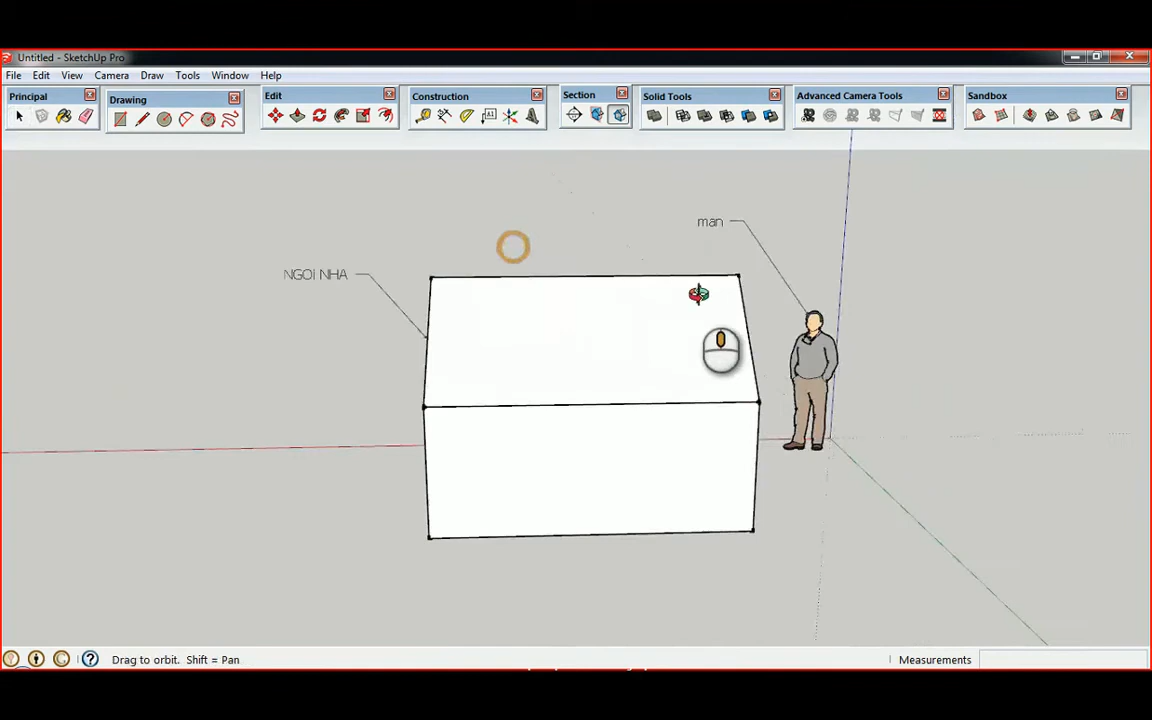 Untitled - SketchUp Pro
File Edit View Camera Draw Tools Window Help
Principal Drawing Edit Construction Section Solid Tools Advanced Camera Tools Sandbox
A1
man
NGOI NHA
Drag to orbit. Shift = Pan Measurements